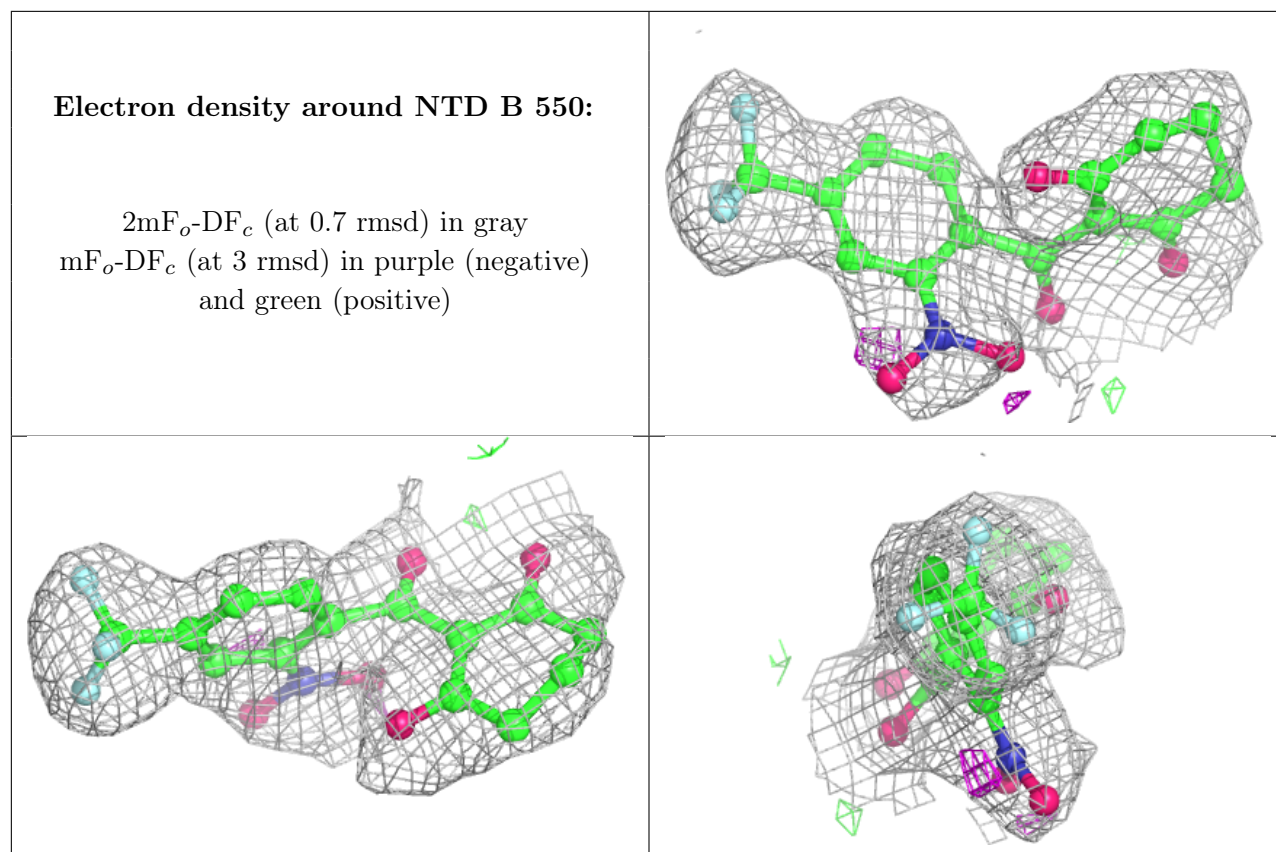 Electron density around NTD B 550:
2mFₒ-DF𝒸 (at 0.7 rmsd) in gray
mFₒ-DF𝒸 (at 3 rmsd) in purple (negative)
and green (positive)